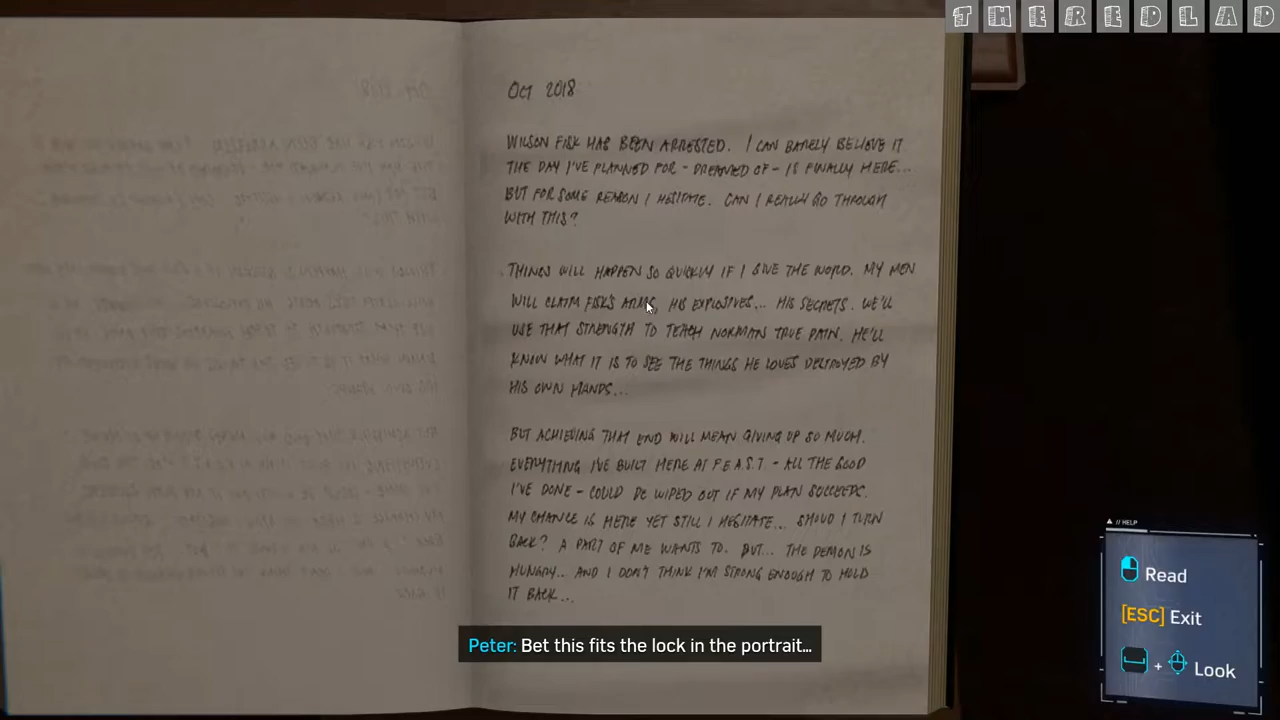 THEREDLAD
OCT 2018
WILSON FISK HAS BEEN ARRESTED. I CAN BARELY BELIEVE IT
THE DAY I'VE PLANNED FOR - DREAMED OF - IS FINALLY HERE...
BUT FOR SOME REASON I HESITATE. CAN I REALLY GO THROUGH
WITH THIS?
THINGS WILL HAPPEN SO QUICKLY IF I GIVE THE WORD. MY MEN
WILL CLAIM FISK'S ARMS, HIS EXPLOSIVES... HIS SECRETS. WE'LL
USE THAT STRENGTH TO TEACH NORMAN TRUE PAIN. HE'LL
KNOW WHAT IT IS TO SEE THE THINGS HE LOVES DESTROYED BY
HIS OWN HANDS...
BUT ACHIEVING THAT END WILL MEAN GIVING UP SO MUCH.
EVERYTHING I'VE BUILT HERE AT F.E.A.S.T. - ALL THE GOOD
I'VE DONE - COULD BE WIPED OUT IF MY PLAN SUCCEEDS.
MY CHANCE IS HERE YET STILL I HESITATE... SHOULD I TURN
BACK? A PART OF ME WANTS TO. BUT... THE DEMON IS
HUNGRY... AND I DON'T THINK I'M STRONG ENOUGH TO HOLD
IT BACK...
// HELP
Read
[ESC] Exit
+ Look
Peter: Bet this fits the lock in the portrait...